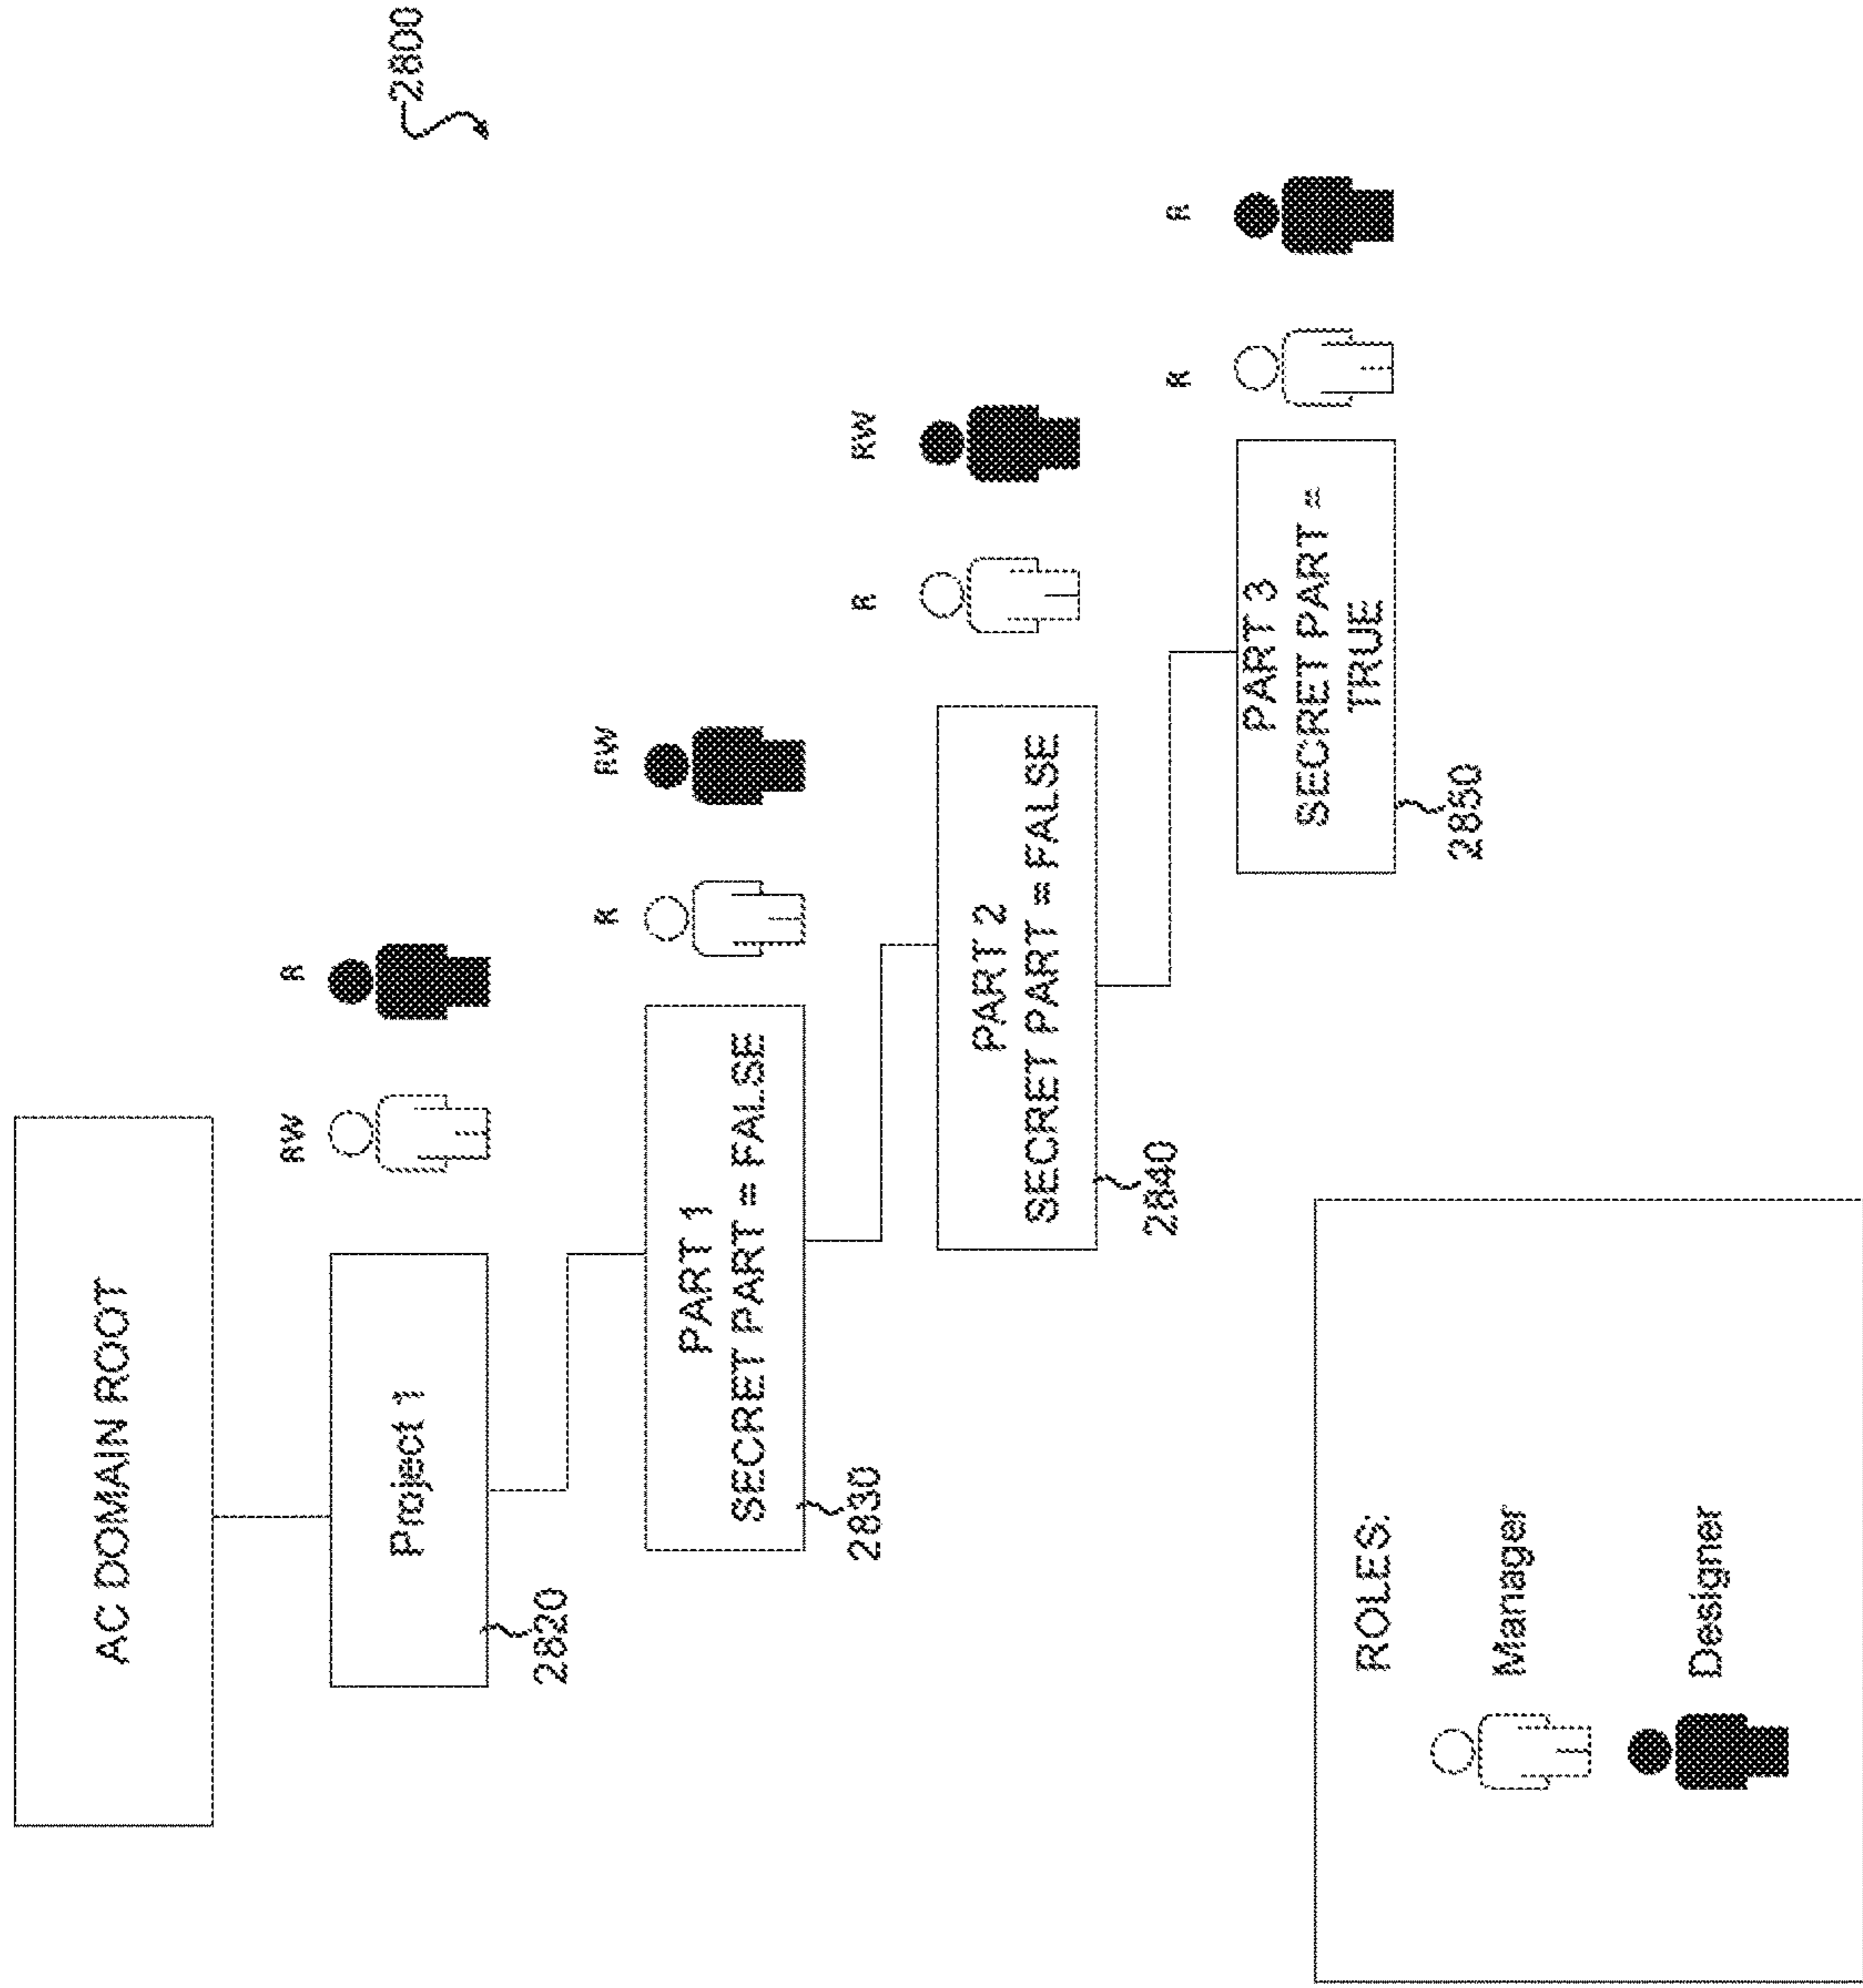 2800
AC DOMAIN ROOT
RW
R
Project 1
2820
R
RW
PART 1
SECRET PART = FALSE
2830
R
RW
PART 2
SECRET PART = FALSE
2840
R
R
PART 3
SECRET PART =
TRUE
2850
ROLES:
Manager
Designer